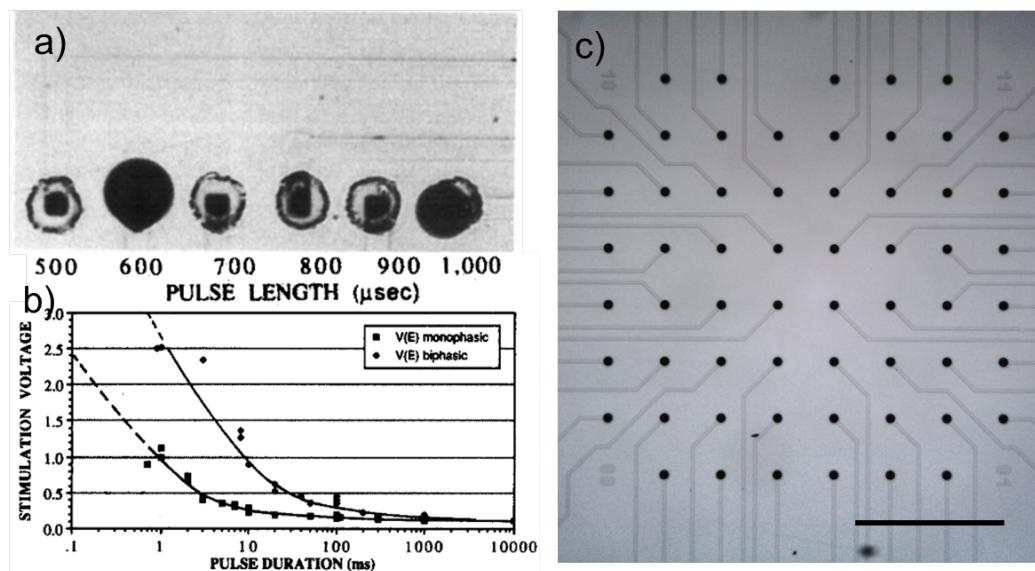 a)
500 600 700 800 900 1,000
PULSE LENGTH (μsec)
b)
STIMULATION VOLTAGE
3.0
2.5
2.0
1.5
1.0
0.5
0.0
V(E) monophasic
V(E) biphasic
.1 1 10 100 1000 10000
PULSE DURATION (ms)
c)
10
11